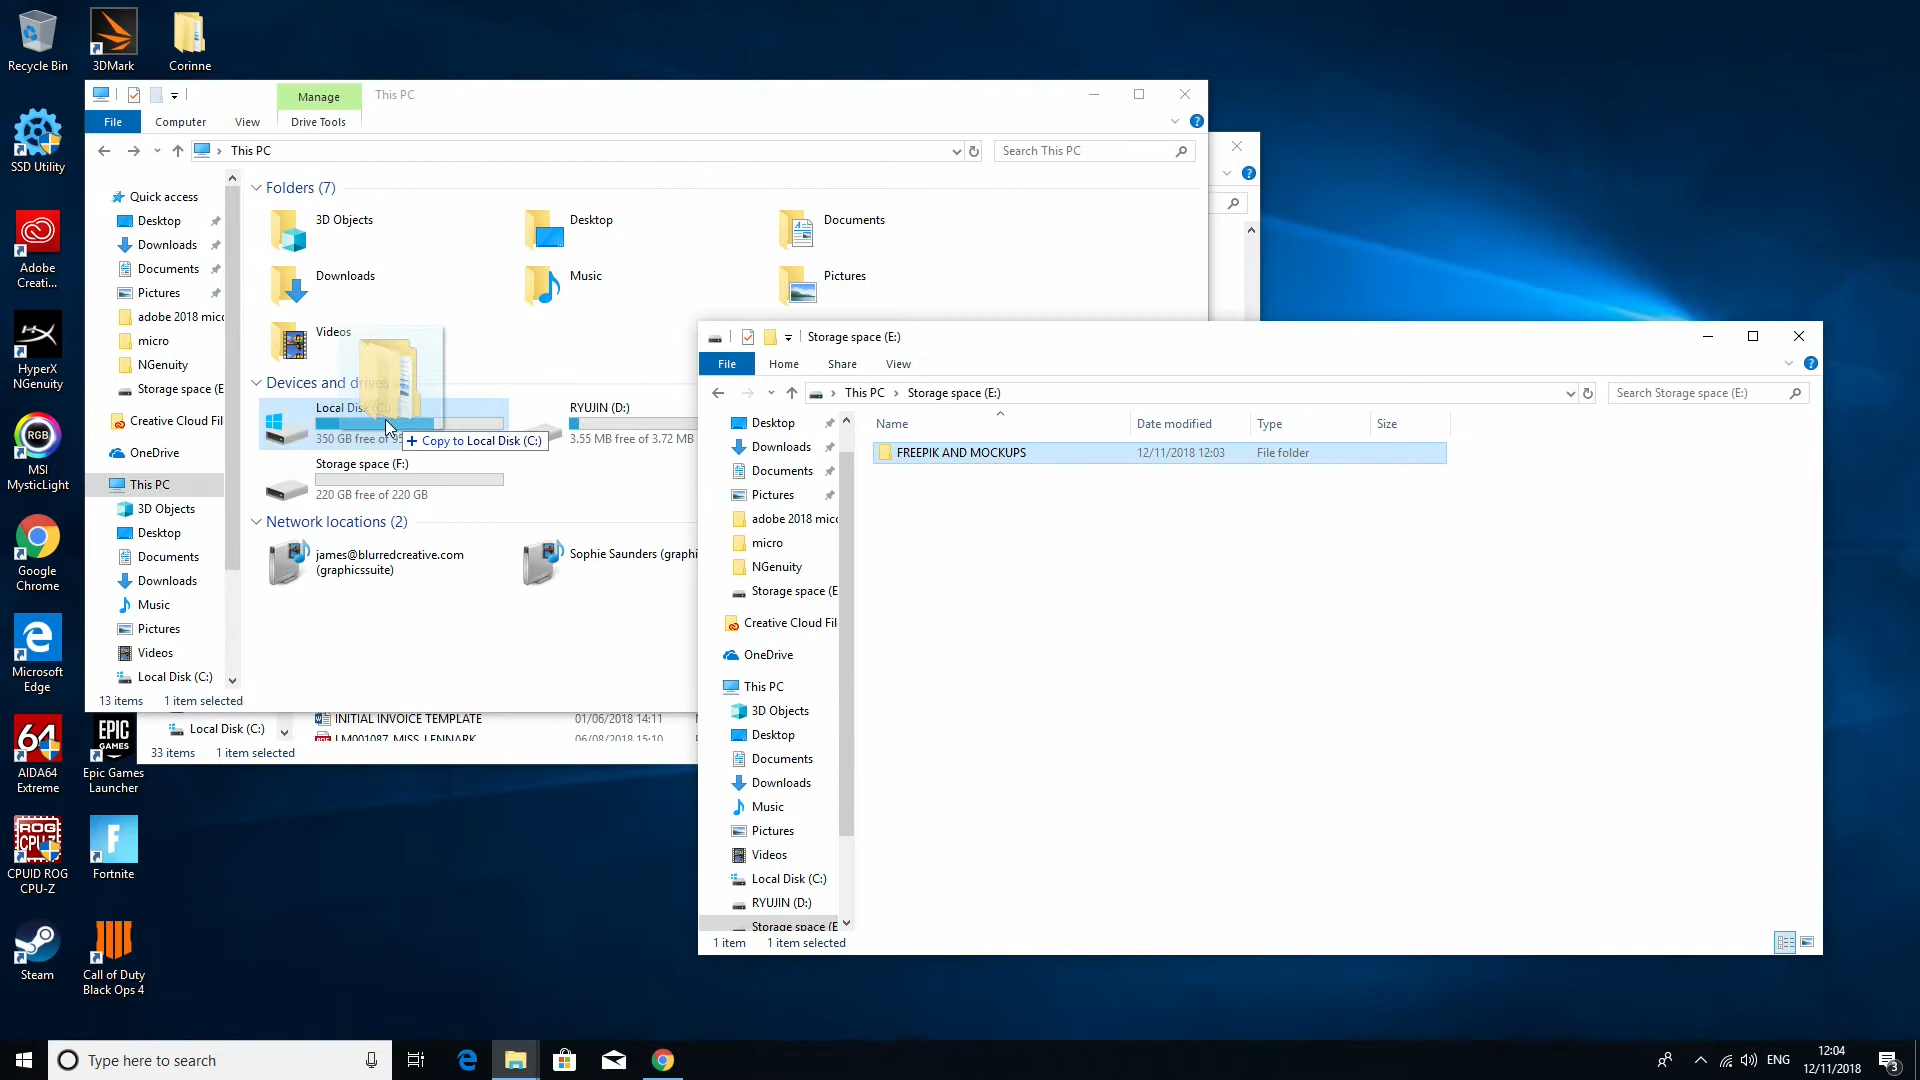 Recycle Bin
3DMark
Corinne
SSD Utility
Adobe
Creati...
HyperX
NGenuity
MSI
MysticLight
Google
Chrome
Microsoft
Edge
AIDA64
Extreme
Epic Games
Launcher
CPUID ROG
CPU-Z
Fortnite
Steam
Call of Duty
Black Ops 4
Manage
This PC
File
Computer
View
Drive Tools
This PC
Search This PC
Quick access
Desktop
Downloads
Documents
Pictures
adobe 2018 micr
micro
NGenuity
Storage space (E
Creative Cloud Fil
OneDrive
This PC
3D Objects
Desktop
Documents
Downloads
Music
Pictures
Videos
Local Disk (C:)
Folders (7)
3D Objects
Desktop
Documents
Downloads
Music
Pictures
Videos
Devices and drives
Local Disk
350 GB free of
RYUJIN (D:)
3.55 MB free of 3.72 MB
Storage space (F:)
220 GB free of 220 GB
+ Copy to Local Disk (C:)
Network locations (2)
james@blurredcreative.com
(graphicssuite)
Sophie Saunders (graphi
13 items 1 item selected
Local Disk (C:)
INITIAL INVOICE TEMPLATE 01/06/2018 14:11
LM001087_MISS_LENNARK 06/08/2018 15:10
33 items 1 item selected
Storage space (E:)
File Home Share View
This PC Storage space (E:)
Search Storage space (E:)
Desktop
Downloads
Documents
Pictures
adobe 2018 micr
micro
NGenuity
Storage space (E
Creative Cloud Fil
OneDrive
This PC
3D Objects
Desktop
Documents
Downloads
Music
Pictures
Videos
Local Disk (C:)
RYUJIN (D:)
Storage space (E
Name Date modified Type Size
FREEPIK AND MOCKUPS 12/11/2018 12:03 File folder
1 item 1 item selected
Type here to search
ENG
12:04
12/11/2018
3
RGB
64
EPIC
GAMES
ROG
CPU-Z